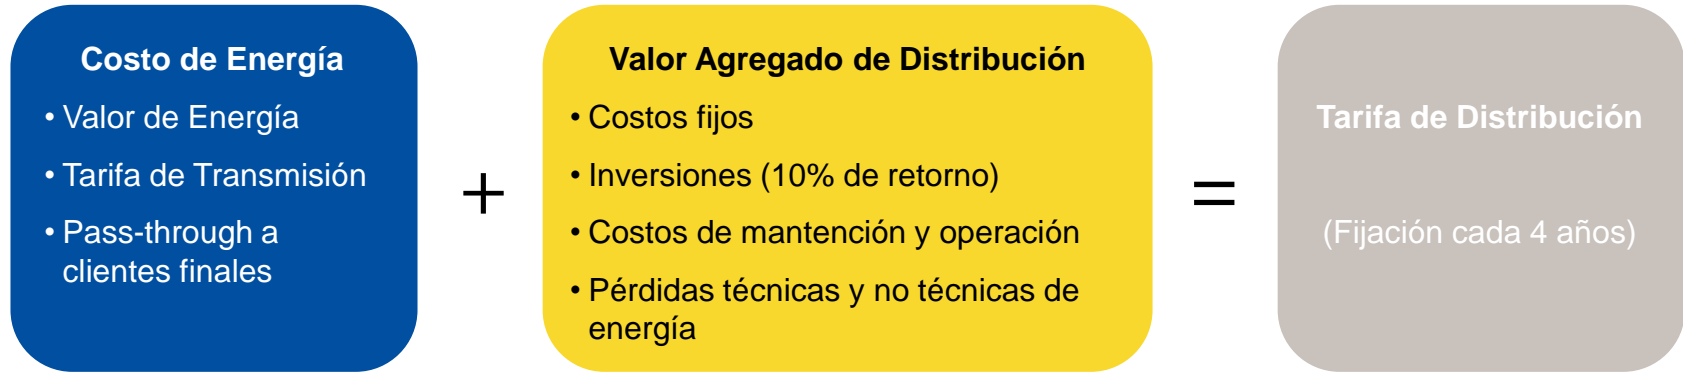 Costo de Energía
• Valor de Energía
• Tarifa de Transmisión
• Pass-through a
clientes finales
+
Valor Agregado de Distribución
• Costos fijos
• Inversiones (10% de retorno)
• Costos de mantención y operación
• Pérdidas técnicas y no técnicas de
energía
=
Tarifa de Distribución
(Fijación cada 4 años)